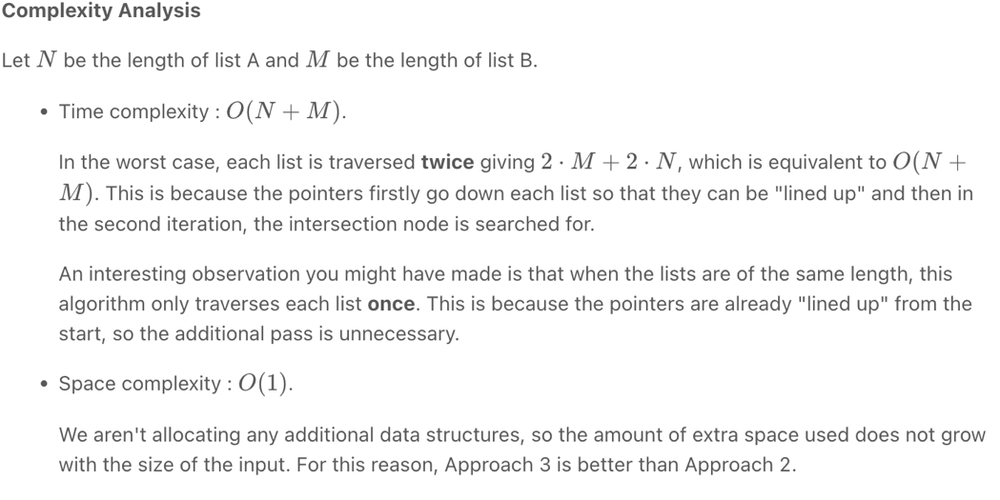 Complexity Analysis
Let N be the length of list A and M be the length of list B.
• Time complexity : O(N + M).
In the worst case, each list is traversed twice giving 2 · M + 2 · N, which is equivalent to O(N +
M). This is because the pointers firstly go down each list so that they can be "lined up" and then in
the second iteration, the intersection node is searched for.
An interesting observation you might have made is that when the lists are of the same length, this
algorithm only traverses each list once. This is because the pointers are already "lined up" from the
start, so the additional pass is unnecessary.
• Space complexity : O(1).
We aren't allocating any additional data structures, so the amount of extra space used does not grow
with the size of the input. For this reason, Approach 3 is better than Approach 2.